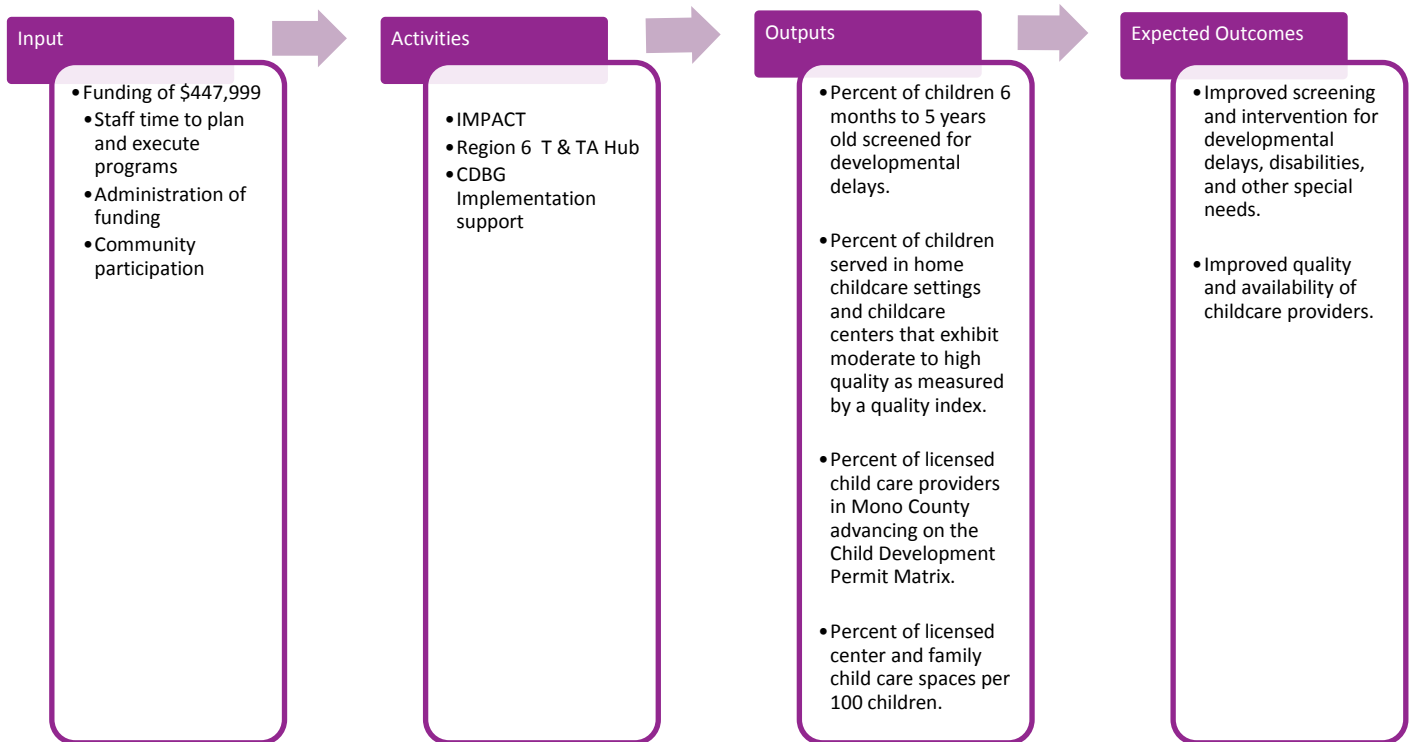 Input
•Funding of $447,999
•Staff time to plan
and execute
programs
•Administration of
funding
•Community
participation
Activities
•IMPACT
•Region 6 T & TA Hub
•CDBG
Implementation
support
Outputs
•Percent of children 6
months to 5 years
old screened for
developmental
delays.
•Percent of children
served in home
childcare settings
and childcare
centers that exhibit
moderate to high
quality as measured
by a quality index.
•Percent of licensed
child care providers
in Mono County
advancing on the
Child Development
Permit Matrix.
•Percent of licensed
center and family
child care spaces per
100 children.
Expected Outcomes
•Improved screening
and intervention for
developmental
delays, disabilities,
and other special
needs.
•Improved quality
and availability of
childcare providers.